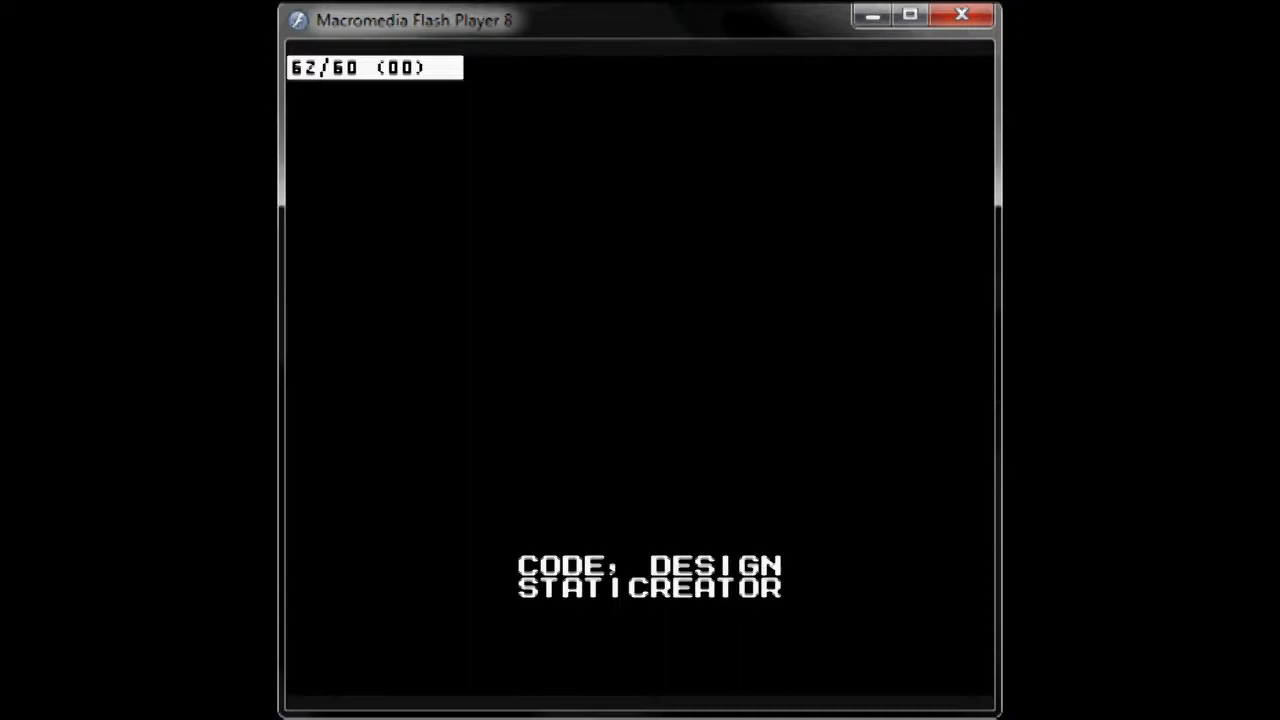 Macromedia Flash Player 8
62/60 (00)
CODE, DESIGN
STATICREATOR